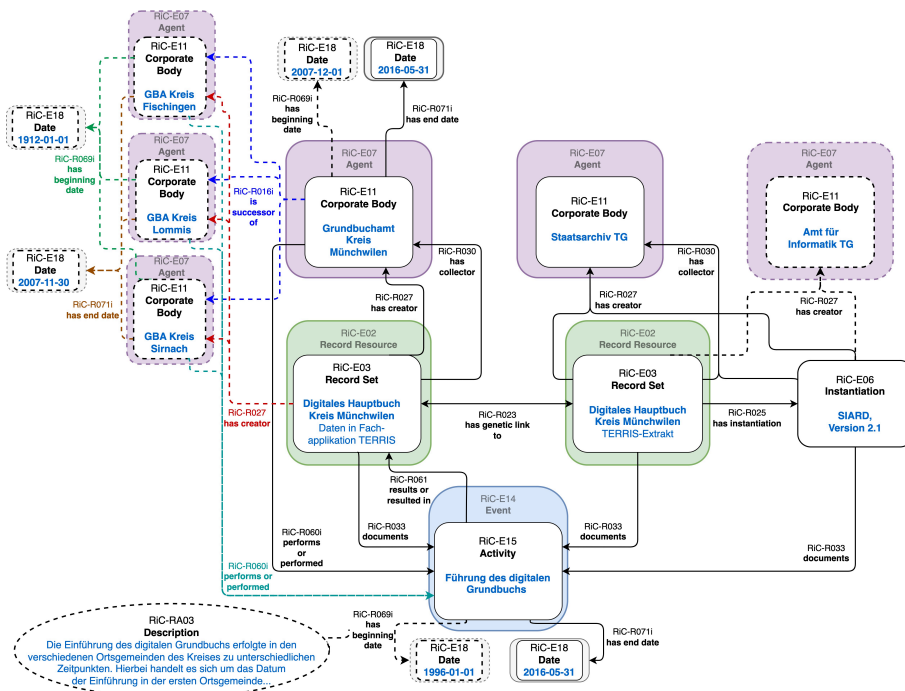 RiC-E07
Agent
RiC-E11
Corporate
Body
GBA Kreis
Fischingen
RiC-E18
Date
2007-12-01
RiC-E18
Date
2016-05-31
RiC-R069i
has
beginning
date
RiC-R071i
has end date
RiC-E18
Date
1912-01-01
RiC-R069i
has
beginning
date
RiC-E07
Agent
RiC-E11
Corporate
Body
GBA Kreis
Lommis
RiC-R016i
is
successor
of
RiC-E07
Agent
RiC-E11
Corporate Body
Grundbuchamt
Kreis
Münchwilen
RiC-E07
Agent
RiC-E11
Corporate Body
Staatsarchiv TG
RiC-E07
Agent
RiC-E11
Corporate Body
Amt für
Informatik TG
RiC-E18
Date
2007-11-30
RiC-R071i
has end date
RiC-E07
Agent
RiC-E11
Corporate
Body
GBA Kreis
Sirnach
RiC-R030
has
collector
RiC-R027
has creator
RiC-R030
has
collector
RiC-R027
has creator
RiC-R027
has creator
RiC-R027
has creator
RiC-E02
Record Resource
RiC-E03
Record Set
Digitales Hauptbuch
Kreis Münchwilen
Daten in Fach-
applikation TERRIS
RiC-R023
has genetic link
to
RiC-E02
Record Resource
RiC-E03
Record Set
Digitales Hauptbuch
Kreis Münchwilen
TERRIS-Extrakt
RiC-R025
has instantiation
RiC-E06
Instantiation
SIARD,
Version 2.1
RiC-R061
results or
resulted in
RiC-R060i
performs
or
performed
RiC-R033
documents
RiC-E14
Event
RiC-E15
Activity
Führung des digitalen
Grundbuchs
RiC-R033
documents
RiC-R033
documents
RiC-R060i
performs or
performed
RiC-RA03
Description
Die Einführung des digitalen Grundbuchs erfolgte in den
verschiedenen Ortsgemeinden des Kreises zu unterschiedlichen
Zeitpunkten. Hierbei handelt es sich um das Datum
der Einführung in der ersten Ortsgemeinde...
RiC-R069i
has
beginning
date
RiC-E18
Date
1996-01-01
RiC-E18
Date
2016-05-31
RiC-R071i
has end date